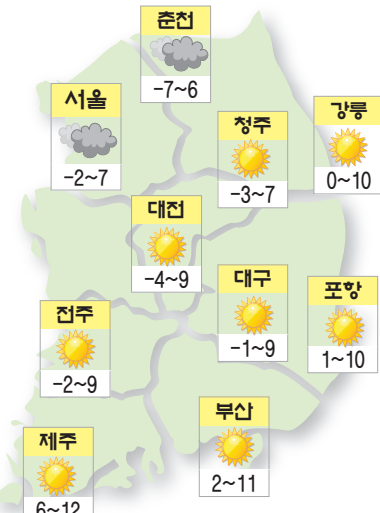 춘천
-7~6
서울
-2~7
청주
-3~7
강릉
0~10
대전
-4~9
대구
-1~9
포항
1~10
전주
-2~9
부산
2~11
제주
6~12